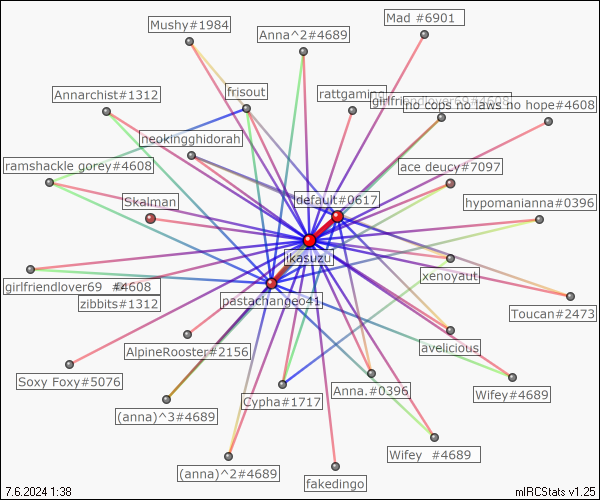 Mushy#1984
Mad #6901
Anna^2#4689
Annarchist#1312
frisout
rattgaming
girlfriendlover69#4608
no cops no laws no hope#4608
neokingghidorah
ramshackle gorey#4608
ace deucy#7097
Skalman
default#0617
hypomanianna#0396
ikasuzu
xenoyaut
girlfriendlover69 #4608
zibbits#1312
pastachangeo41
Toucan#2473
AlpineRooster#2156
avelicious
Soxy Foxy#5076
Anna.#0396
Wifey#4689
Cypha#1717
(anna)^3#4689
Wifey #4689
(anna)^2#4689
fakedingo
7.6.2024 1:38
mIRCStats v1.25